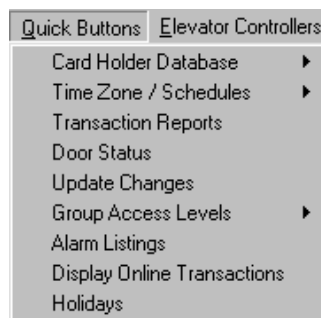 Quick Buttons Elevator Controllers
Card Holder Database
Time Zone / Schedules
Transaction Reports
Door Status
Update Changes
Group Access Levels
Alarm Listings
Display Online Transactions
Holidays